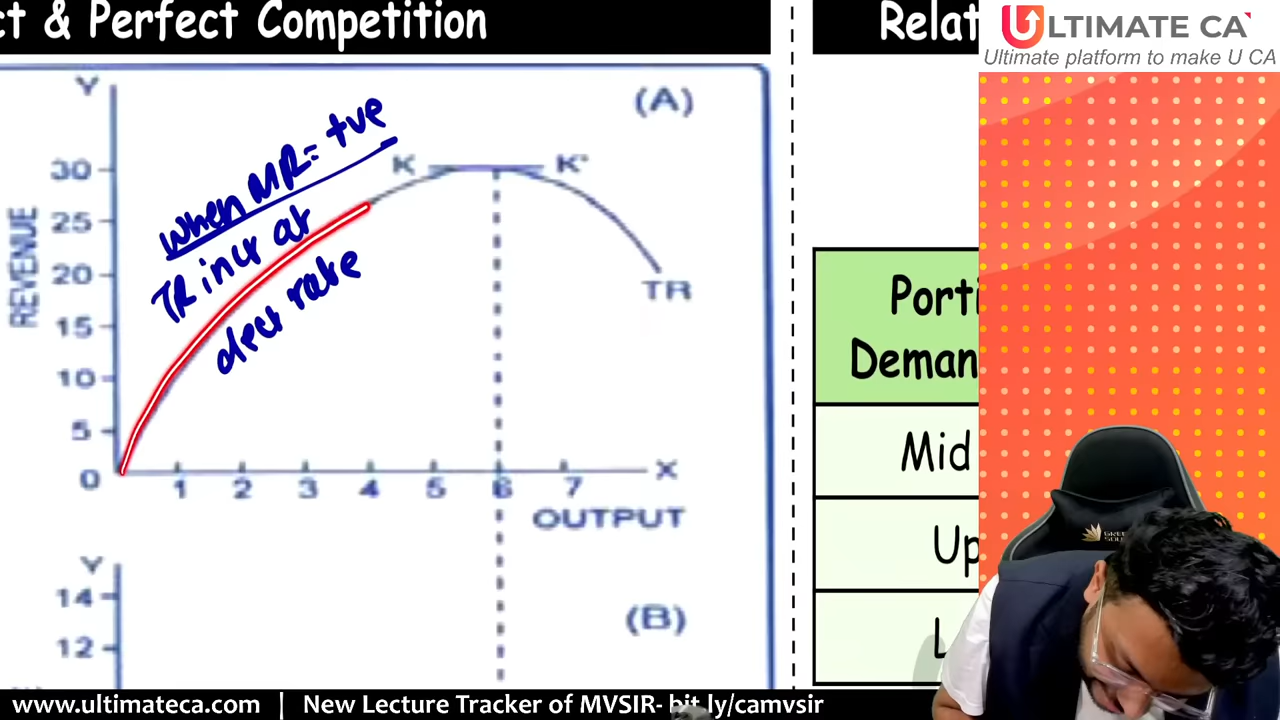 ct & Perfect Competition
Relat
ULTIMATE CA
Ultimate platform to make U CA
Y
(A)
when MR = +ve
TR incr at
decr rate
K
K'
30
25
20
15
10
5
0
REVENUE
TR
1 2 3 4 5 6 7
X
OUTPUT
Porti
Deman
Mid
Up
L
Y
14
12
(B)
www.ultimateca.com | New Lecture Tracker of MVSIR- bit ly/camvsir